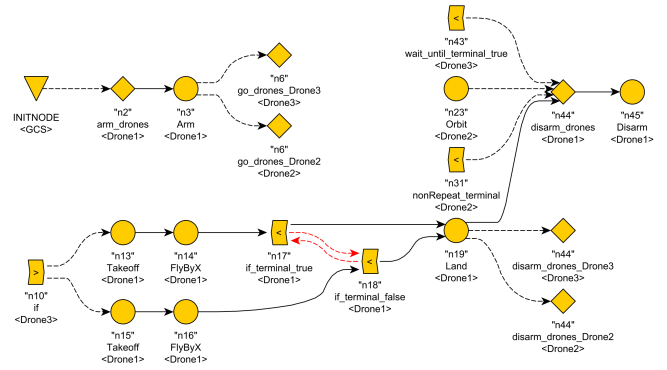 "n43"
wait_until_terminal_true
<Drone3>
<
INITNODE
<GCS>
"n2"
arm_drones
<Drone1>
"n3"
Arm
<Drone1>
"n6"
go_drones_Drone3
<Drone3>
"n6"
go_drones_Drone2
<Drone2>
"n23"
Orbit
<Drone2>
"n44"
disarm_drones
<Drone1>
"n45"
Disarm
<Drone1>
<
"n31"
nonRepeat_terminal
<Drone2>
>
"n10"
if
<Drone3>
"n13"
Takeoff
<Drone1>
"n14"
FlyByX
<Drone1>
<
"n17"
if_terminal_true
<Drone1>
<
"n18"
if_terminal_false
<Drone1>
"n19"
Land
<Drone1>
"n44"
disarm_drones_Drone3
<Drone3>
"n15"
Takeoff
<Drone1>
"n16"
FlyByX
<Drone1>
"n44"
disarm_drones_Drone2
<Drone2>